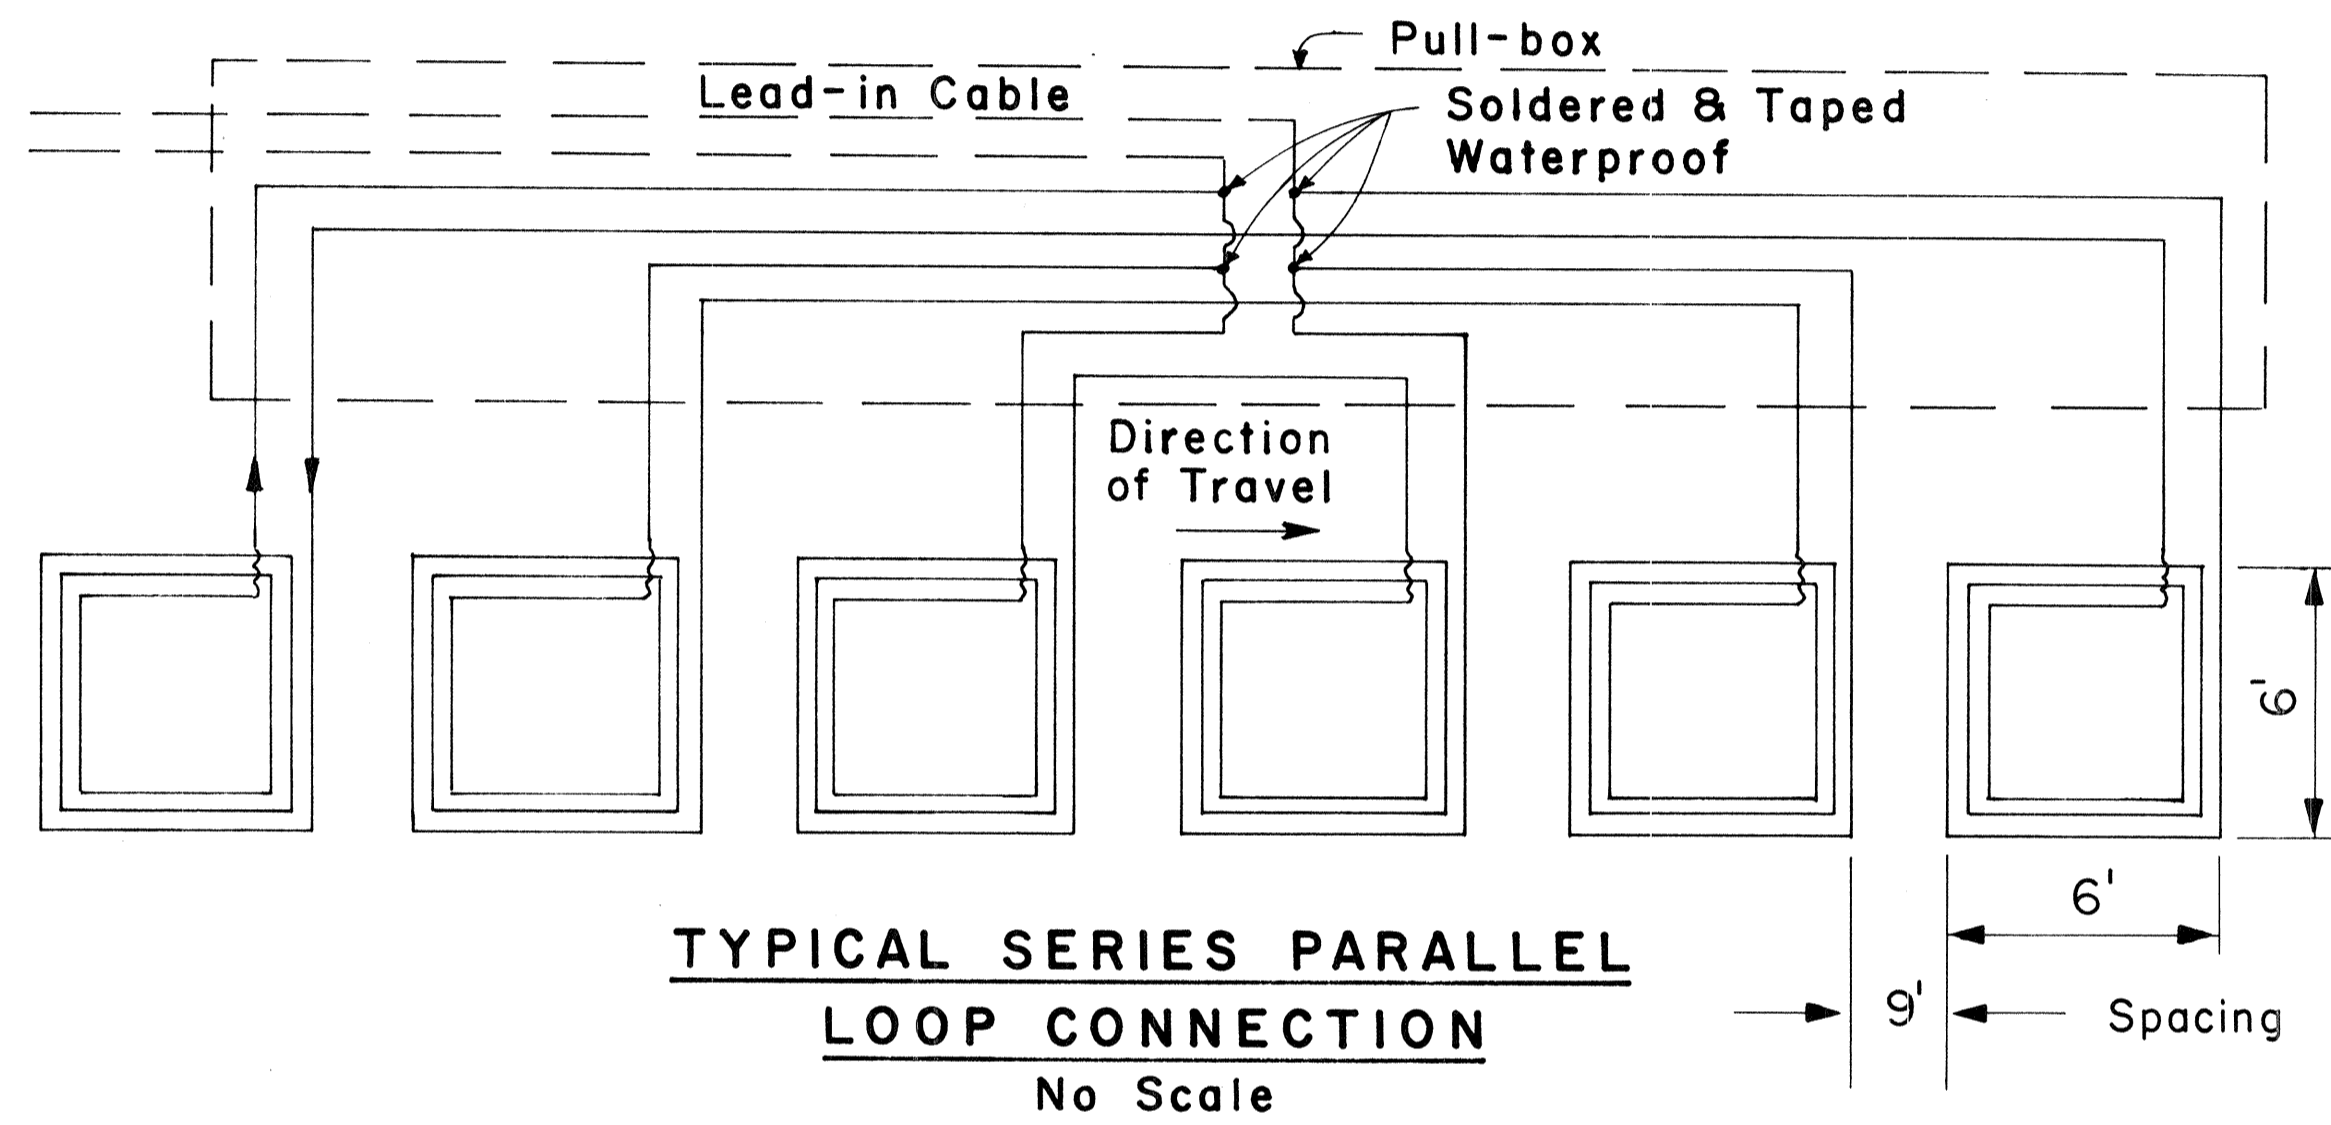 Pull-box
Lead-in Cable
Soldered & Taped
Waterproof
Direction
of Travel
6'
6'
9'
Spacing
TYPICAL SERIES PARALLEL
LOOP CONNECTION
No Scale